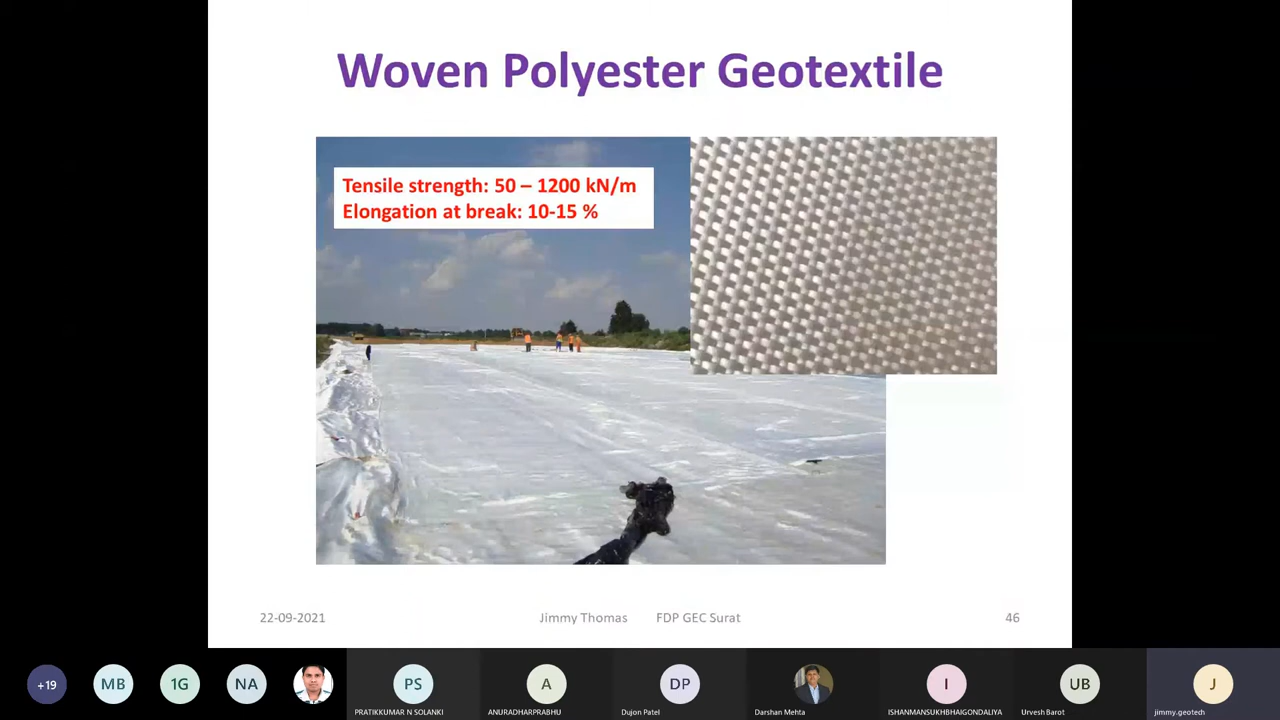 Woven Polyester Geotextile
Tensile strength: 50 – 1200 kN/m
Elongation at break: 10-15 %
22-09-2021 Jimmy Thomas FDP GEC Surat 46
+19 MB 1G NA PS A DP I UB J
PRATIKKUMAR N SOLANKI ANURADHARPRABHU Dujon Patel Darshan Mehta ISHANMANSUKHBHAIGONDALIYA Urvesh Barot jimmy.geotech